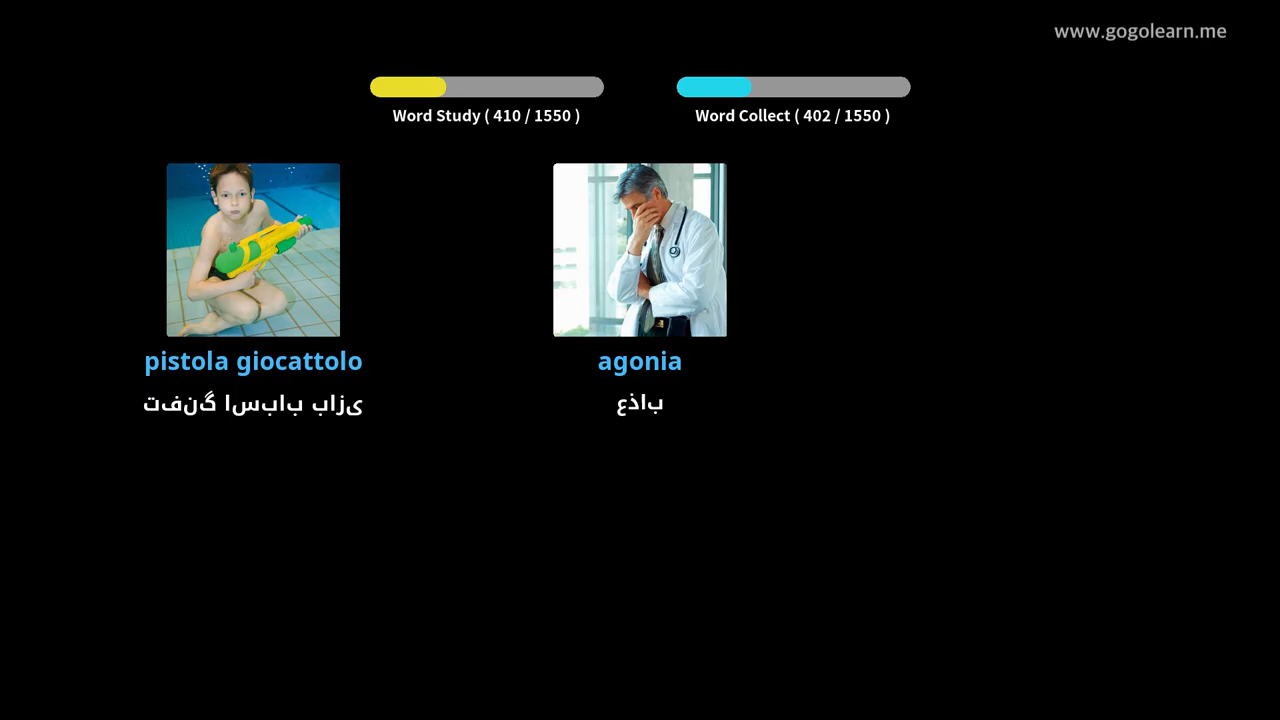 www.gogolearn.me
Word Study ( 410 / 1550 )
Word Collect ( 402 / 1550 )
pistola giocattolo
تفنگ اسباب بازی
agonia
عذاب